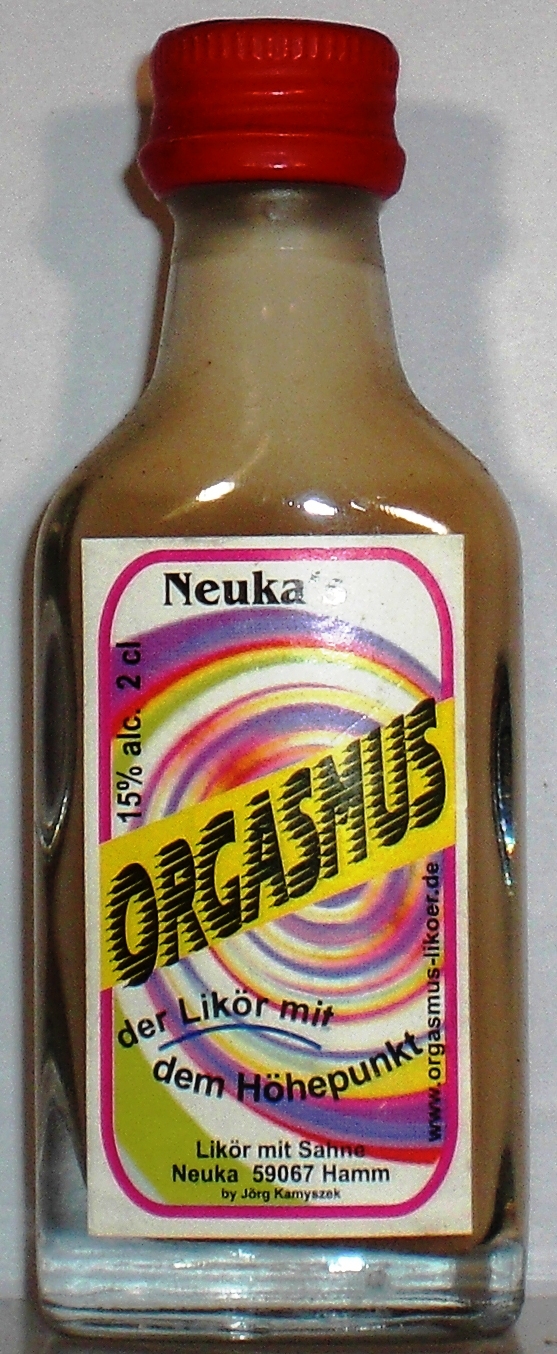 Neuka's
15% alc. 2 cl
ORGASMUS
der Likör mit
dem Höhepunkt
www.orgasmus-likoer.de
Likör mit Sahne
Neuka 59067 Hamm
by Jörg Kamyszek